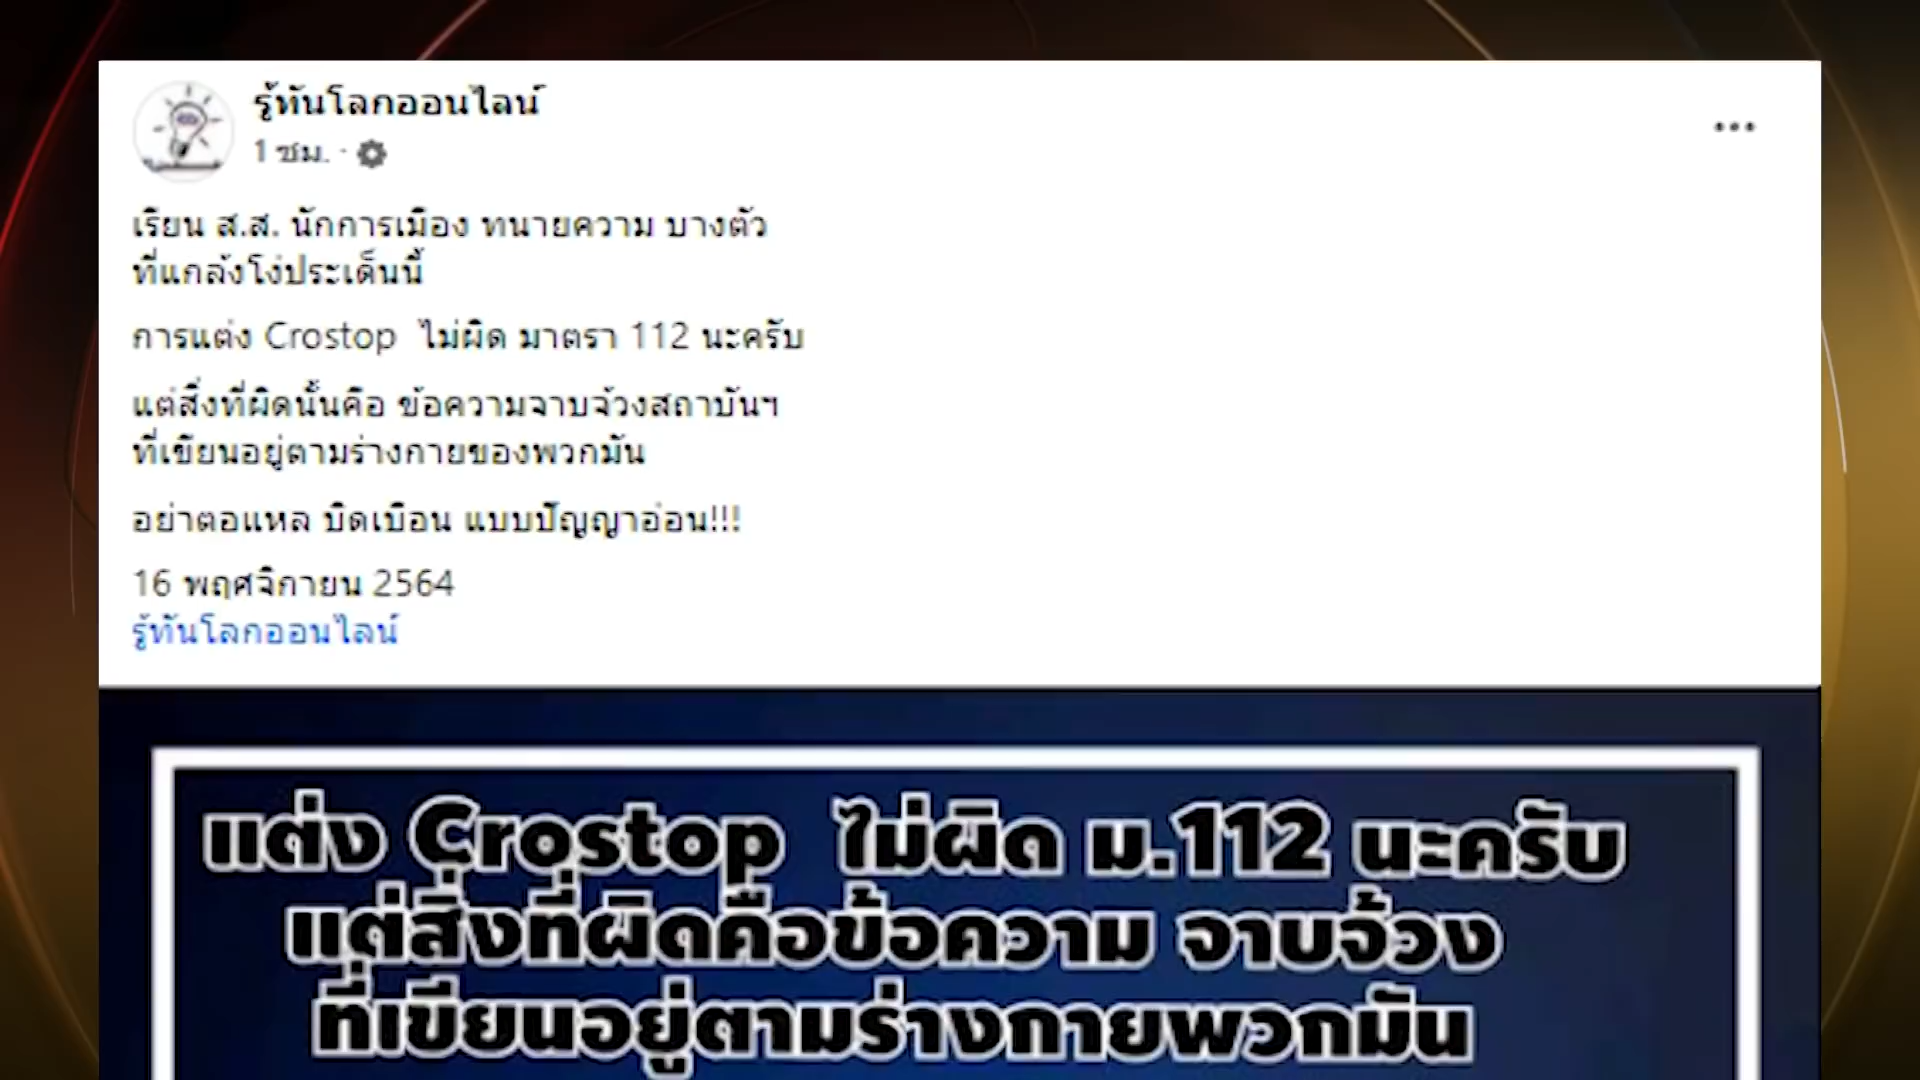 รู้ทันโลกออนไลน์
1 ชม. ·
เรียน ส.ส. นักการเมือง ทนายความ บางตัว
ที่แกล้งโง่ประเด็นนี้
การแต่ง Crostop ไม่ผิด มาตรา 112 นะครับ
แต่สิ่งที่ผิดนั้นคือ ข้อความจาบจ้วงสถาบันฯ
ที่เขียนอยู่ตามร่างกายของพวกมัน
อย่าตอแหล บิดเบือน แบบปัญญาอ่อน!!!
16 พฤศจิกายน 2564
รู้ทันโลกออนไลน์
แต่ง Crostop ไม่ผิด ม.112 นะครับ
แต่สิ่งที่ผิดคือข้อความ จาบจ้วง
ที่เขียนอยู่ตามร่างกายพวกมัน